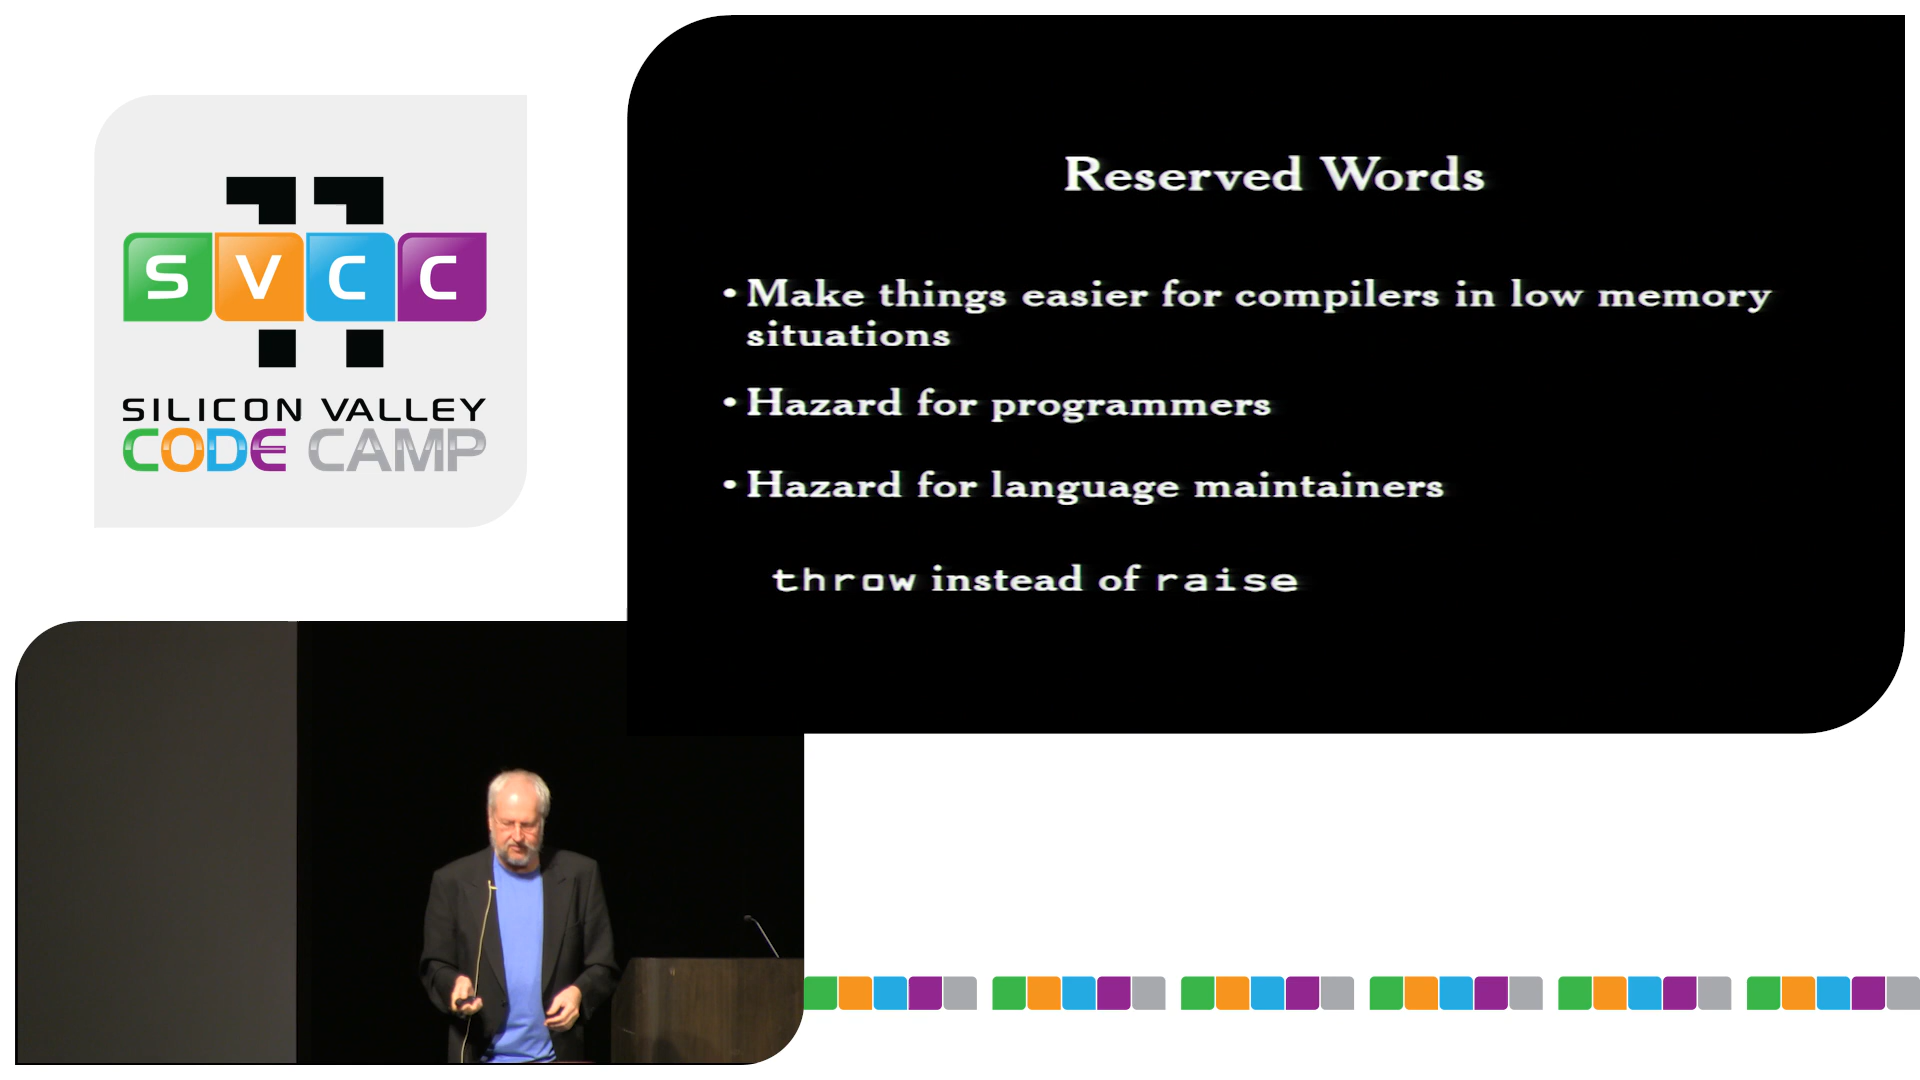 SVCC
SILICON VALLEY
CODE CAMP
Reserved Words
• Make things easier for compilers in low memory
situations
• Hazard for programmers
• Hazard for language maintainers
throw instead of raise